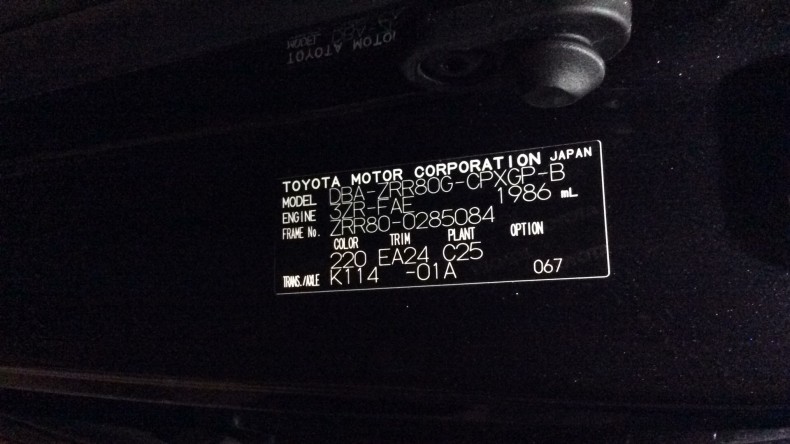 TOYOTA MOTOR CORPORATION JAPAN
MODEL DBA-ZRR80G-CPXGP-B
ENGINE 3ZR-FAE 1986 mL
FRAME No. ZRR80-0285084
COLOR TRIM PLANT OPTION
220 EA24 C25
TRANS./AXLE K114 -01A 067